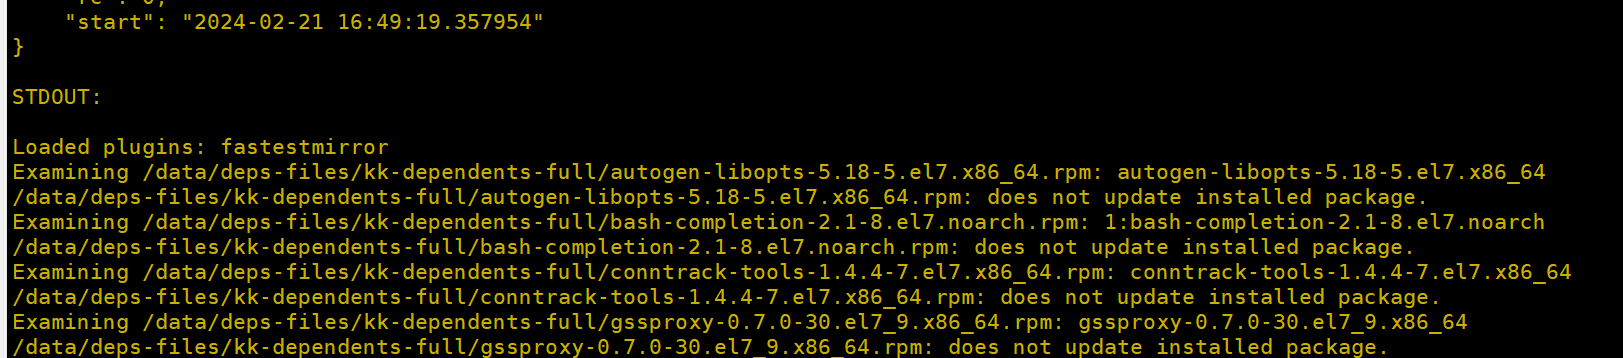 "rc": 0,
"start": "2024-02-21 16:49:19.357954"
}
STDOUT:
Loaded plugins: fastestmirror
Examining /data/deps-files/kk-dependents-full/autogen-libopts-5.18-5.el7.x86_64.rpm: autogen-libopts-5.18-5.el7.x86_64
/data/deps-files/kk-dependents-full/autogen-libopts-5.18-5.el7.x86_64.rpm: does not update installed package.
Examining /data/deps-files/kk-dependents-full/bash-completion-2.1-8.el7.noarch.rpm: 1:bash-completion-2.1-8.el7.noarch
/data/deps-files/kk-dependents-full/bash-completion-2.1-8.el7.noarch.rpm: does not update installed package.
Examining /data/deps-files/kk-dependents-full/conntrack-tools-1.4.4-7.el7.x86_64.rpm: conntrack-tools-1.4.4-7.el7.x86_64
/data/deps-files/kk-dependents-full/conntrack-tools-1.4.4-7.el7.x86_64.rpm: does not update installed package.
Examining /data/deps-files/kk-dependents-full/gssproxy-0.7.0-30.el7_9.x86_64.rpm: gssproxy-0.7.0-30.el7_9.x86_64
/data/deps-files/kk-dependents-full/gssproxy-0.7.0-30.el7_9.x86_64.rpm: does not update installed package.